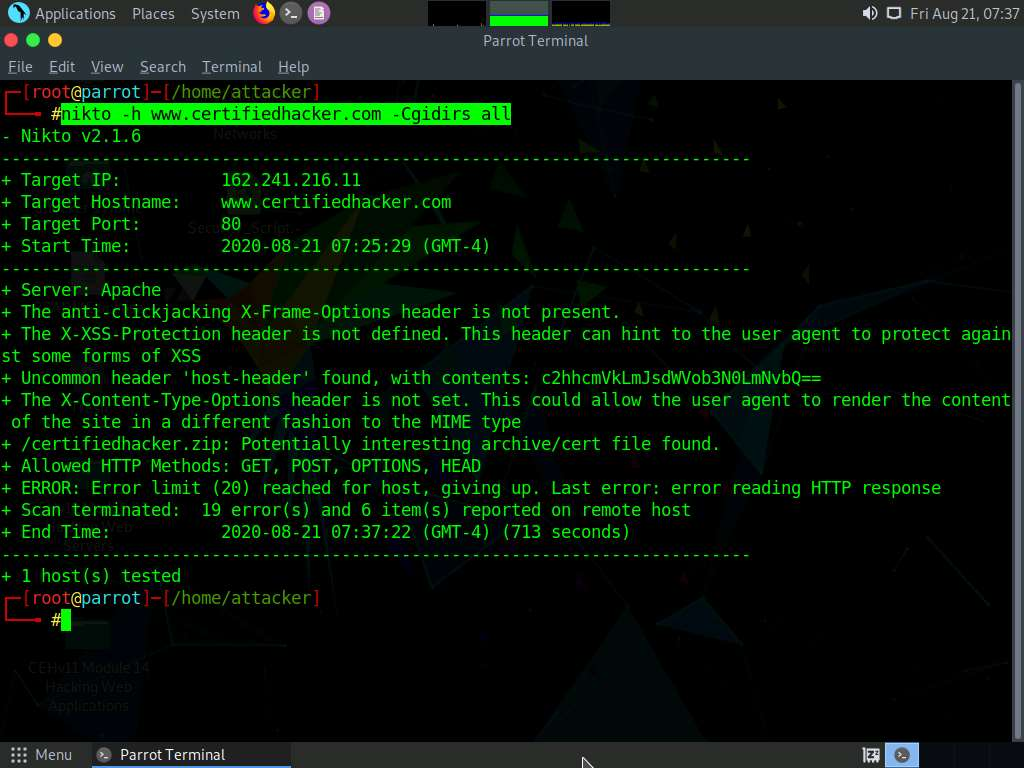 Applications Places System Fri Aug 21, 07:37
Parrot Terminal
File Edit View Search Terminal Help
[root@parrot]-[/home/attacker]
#nikto -h www.certifiedhacker.com -Cgidirs all
- Nikto v2.1.6
Networks
---------------------------------------------------------------------------
+ Target IP: 162.241.216.11
+ Target Hostname: www.certifiedhacker.com
+ Target Port: 80
+ Start Time: 2020-08-21 07:25:29 (GMT-4)
---------------------------------------------------------------------------
+ Server: Apache
+ The anti-clickjacking X-Frame-Options header is not present.
+ The X-XSS-Protection header is not defined. This header can hint to the user agent to protect again
st some forms of XSS
+ Uncommon header 'host-header' found, with contents: c2hhcmVkLmJsdWVob3N0LmNvbQ==
+ The X-Content-Type-Options header is not set. This could allow the user agent to render the content
of the site in a different fashion to the MIME type
+ /certifiedhacker.zip: Potentially interesting archive/cert file found.
+ Allowed HTTP Methods: GET, POST, OPTIONS, HEAD
+ ERROR: Error limit (20) reached for host, giving up. Last error: error reading HTTP response
+ Scan terminated: 19 error(s) and 6 item(s) reported on remote host
+ End Time: 2020-08-21 07:37:22 (GMT-4) (713 seconds)
---------------------------------------------------------------------------
+ 1 host(s) tested
[root@parrot]-[/home/attacker]
#
CEHv11 Module 14
Hacking Web
Applications
Menu Parrot Terminal